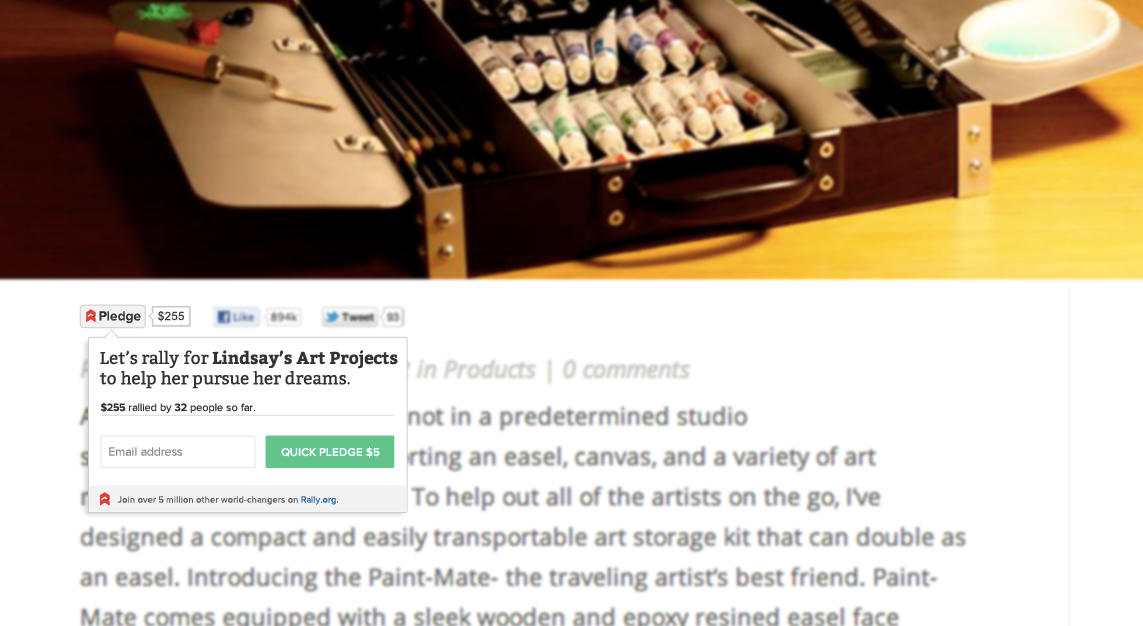 Pledge $255 Like 894k Tweet 93
Let's rally for Lindsay's Art Projects
to help her pursue her dreams.
$255 rallied by 32 people so far.
Email address QUICK PLEDGE $5
Join over 5 million other world-changers on Rally.org.
in Products | 0 comments
not in a predetermined studio
an easel, canvas, and a variety of art
To help out all of the artists on the go, I've
designed a compact and easily transportable art storage kit that can double as
an easel. Introducing the Paint-Mate- the traveling artist's best friend. Paint-
Mate comes equipped with a sleek wooden and epoxy resined easel face